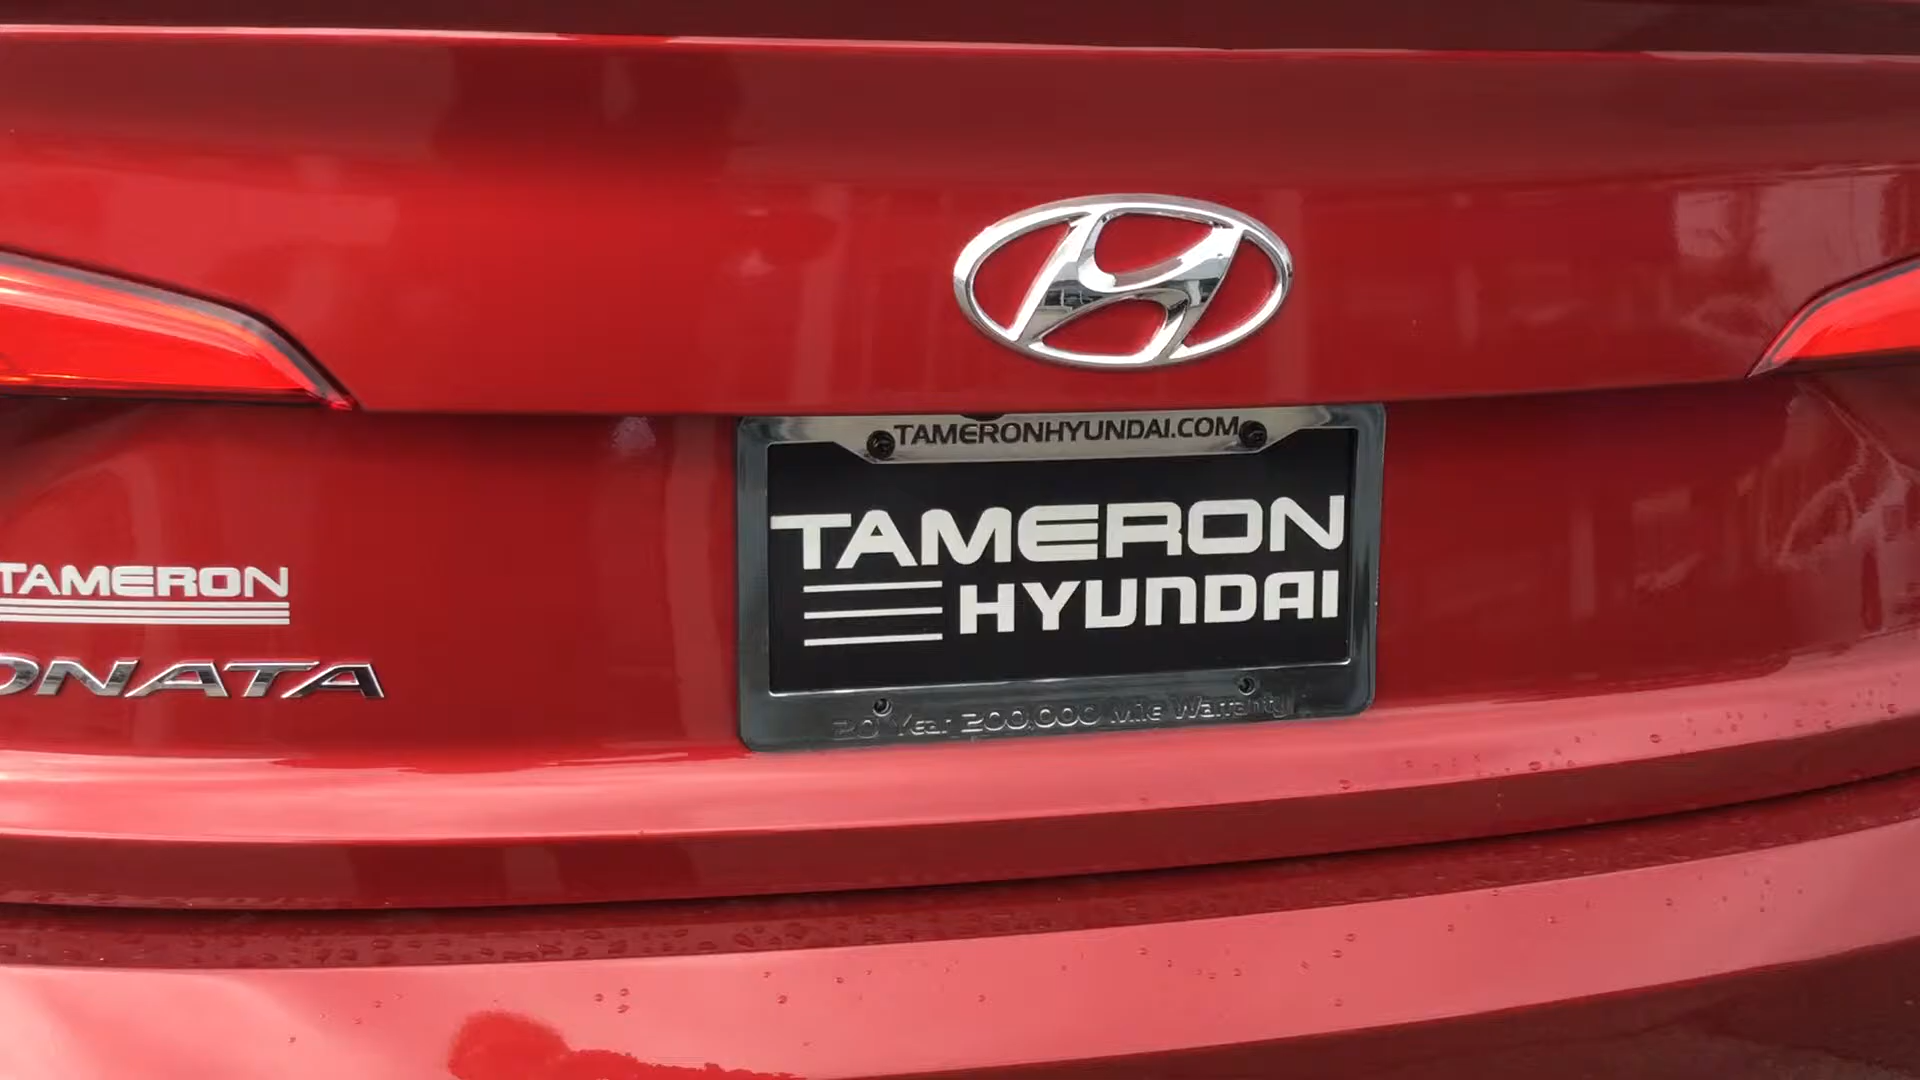 TAMERONHYUNDAI.COM
TAMERON
HYUNDAI
20 Year 200,000 Mile Warranty
TAMERON
ONATA